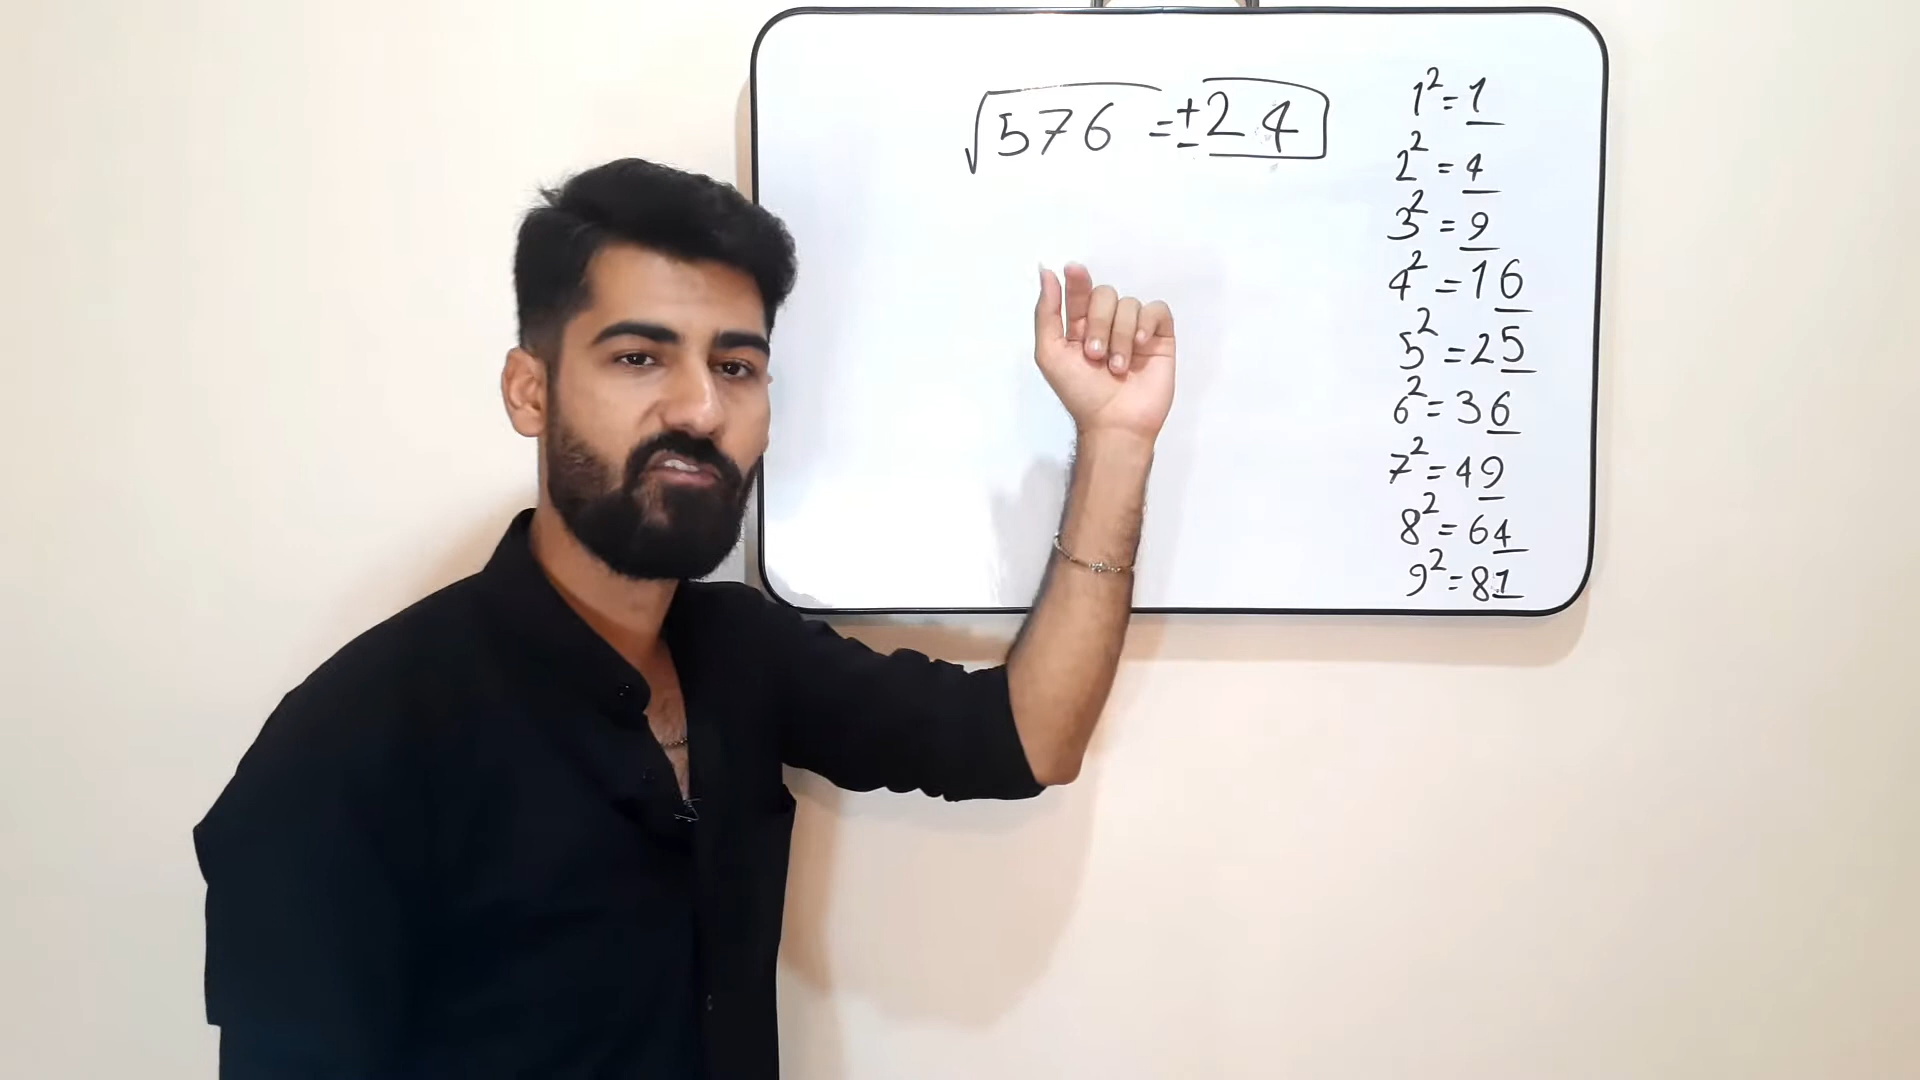 √576 = ±24
1² = 1
2² = 4
3² = 9
4² = 16
5² = 25
6² = 36
7² = 49
8² = 64
9² = 81